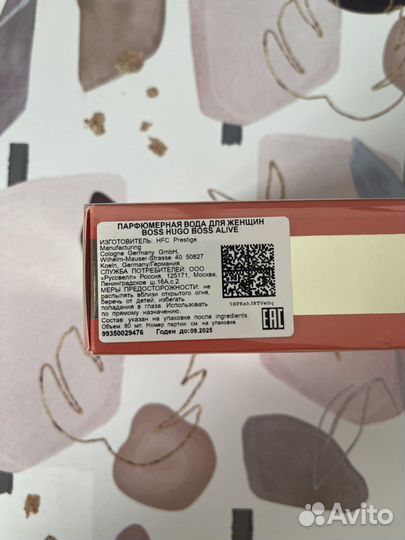 ПАРФЮМЕРНАЯ ВОДА ДЛЯ ЖЕНЩИН
BOSS HUGO BOSS ALIVE
ИЗГОТОВИТЕЛЬ. HFC Prestige
Manufacturing
Cologne Germany GmbH,
Wilhelm-Mauser-Strasse 40 50827
Koeln, Germany/Германия
СЛУЖБА ПОТРЕБИТЕЛЕЙ: ООО
«Руссвелл» Россия, 125171, Москва,
Ленинградское ш.16А,с.2
МЕРЫ ПРЕДОСТОРОЖНОСТИ: не
распылять вблизи открытого огня,
беречь от детей, избегать
попадания в глаза. Использовать
по прямому назначению.
Состав: указан на упаковке после ingredients.
Объем 80 мл. Номер партии см. на упаковке
99350029476 Годен до:09.2025
EAC
Avito